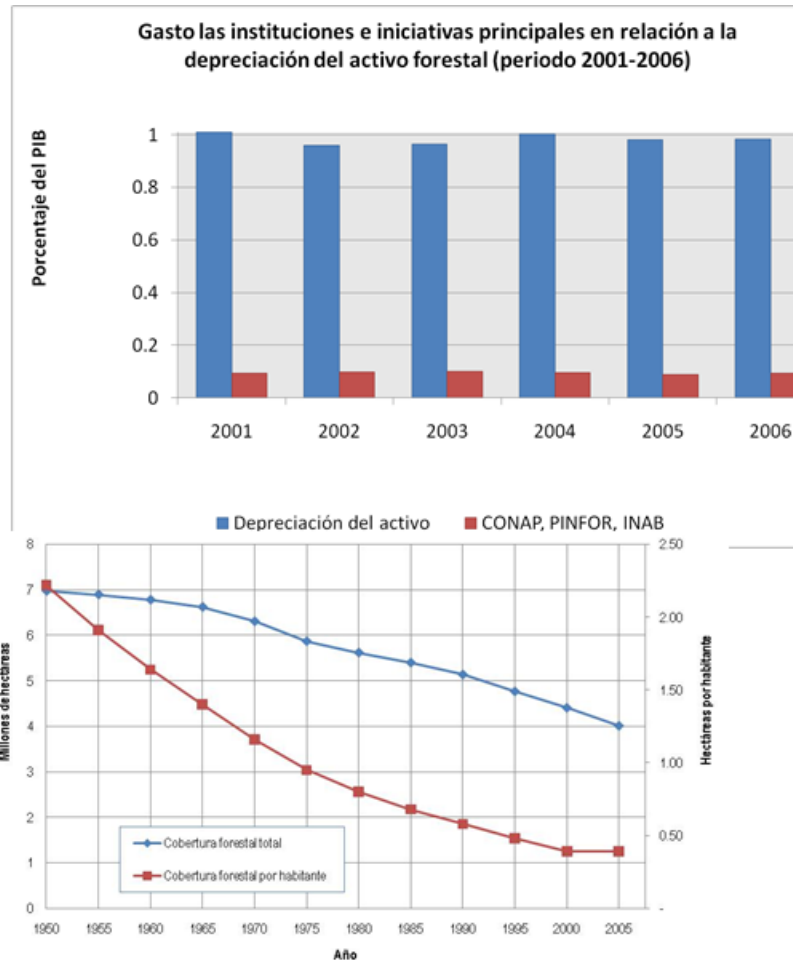 Gasto las instituciones e iniciativas principales en relación a la
depreciación del activo forestal (periodo 2001-2006)
Porcentaje del PIB
1
0.8
0.6
0.4
0.2
0
2001 2002 2003 2004 2005 2006
Depreciación del activo CONAP, PINFOR, INAB
Millones de hectáreas
8
7
6
5
4
3
2
1
0
2.50
2.00
1.50
1.00
0.50
-
Hectáreas por habitante
Cobertura forestal total
Cobertura forestal por habitante
1950 1955 1960 1965 1970 1975 1980 1985 1990 1995 2000 2005
Año